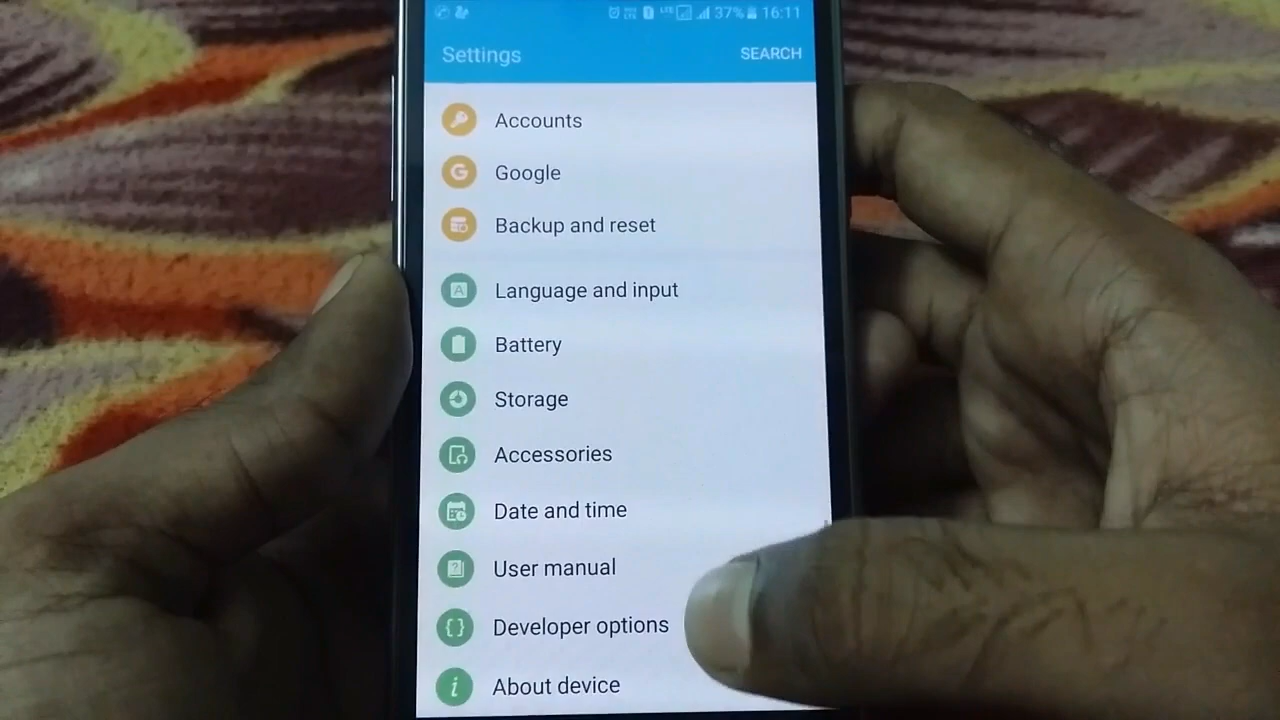 LTE 37% 16:11
Settings SEARCH
Accounts
Google
Backup and reset
Language and input
Battery
Storage
Accessories
Date and time
User manual
Developer options
About device